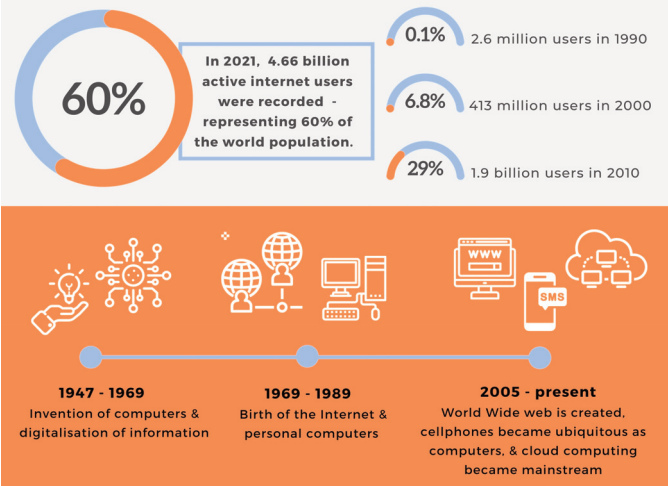 60%
In 2021, 4.66 billion
active internet users
were recorded -
representing 60% of
the world population.
0.1%
2.6 million users in 1990
6.8%
413 million users in 2000
29%
1.9 billion users in 2010
WWW
SMS
1947 - 1969
Invention of computers &
digitalisation of information
1969 - 1989
Birth of the Internet &
personal computers
2005 - present
World Wide web is created,
cellphones became ubiquitous as
computers, & cloud computing
became mainstream